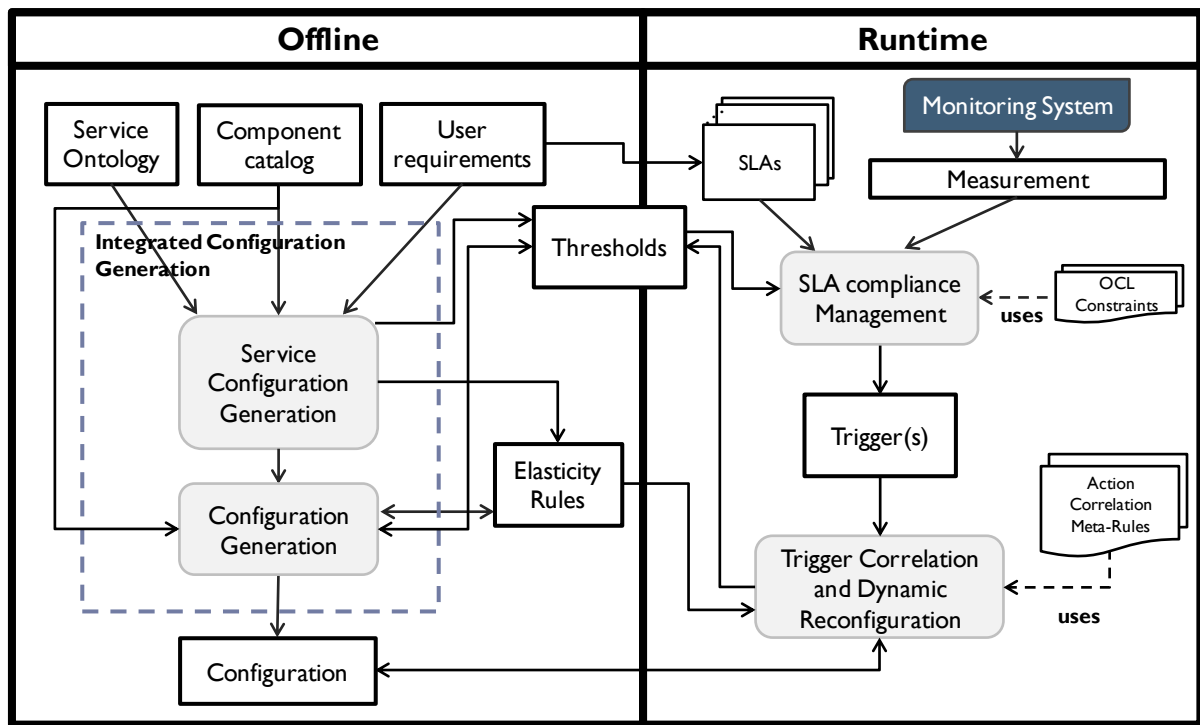 Offline
Runtime
Service
Ontology
Component
catalog
User
requirements
SLAs
Monitoring System
Measurement
Integrated Configuration
Generation
Thresholds
SLA compliance
Management
OCL
Constraints
uses
Service
Configuration
Generation
Trigger(s)
Elasticity
Rules
Action
Correlation
Meta-Rules
Configuration
Generation
Trigger Correlation
and Dynamic
Reconfiguration
uses
Configuration